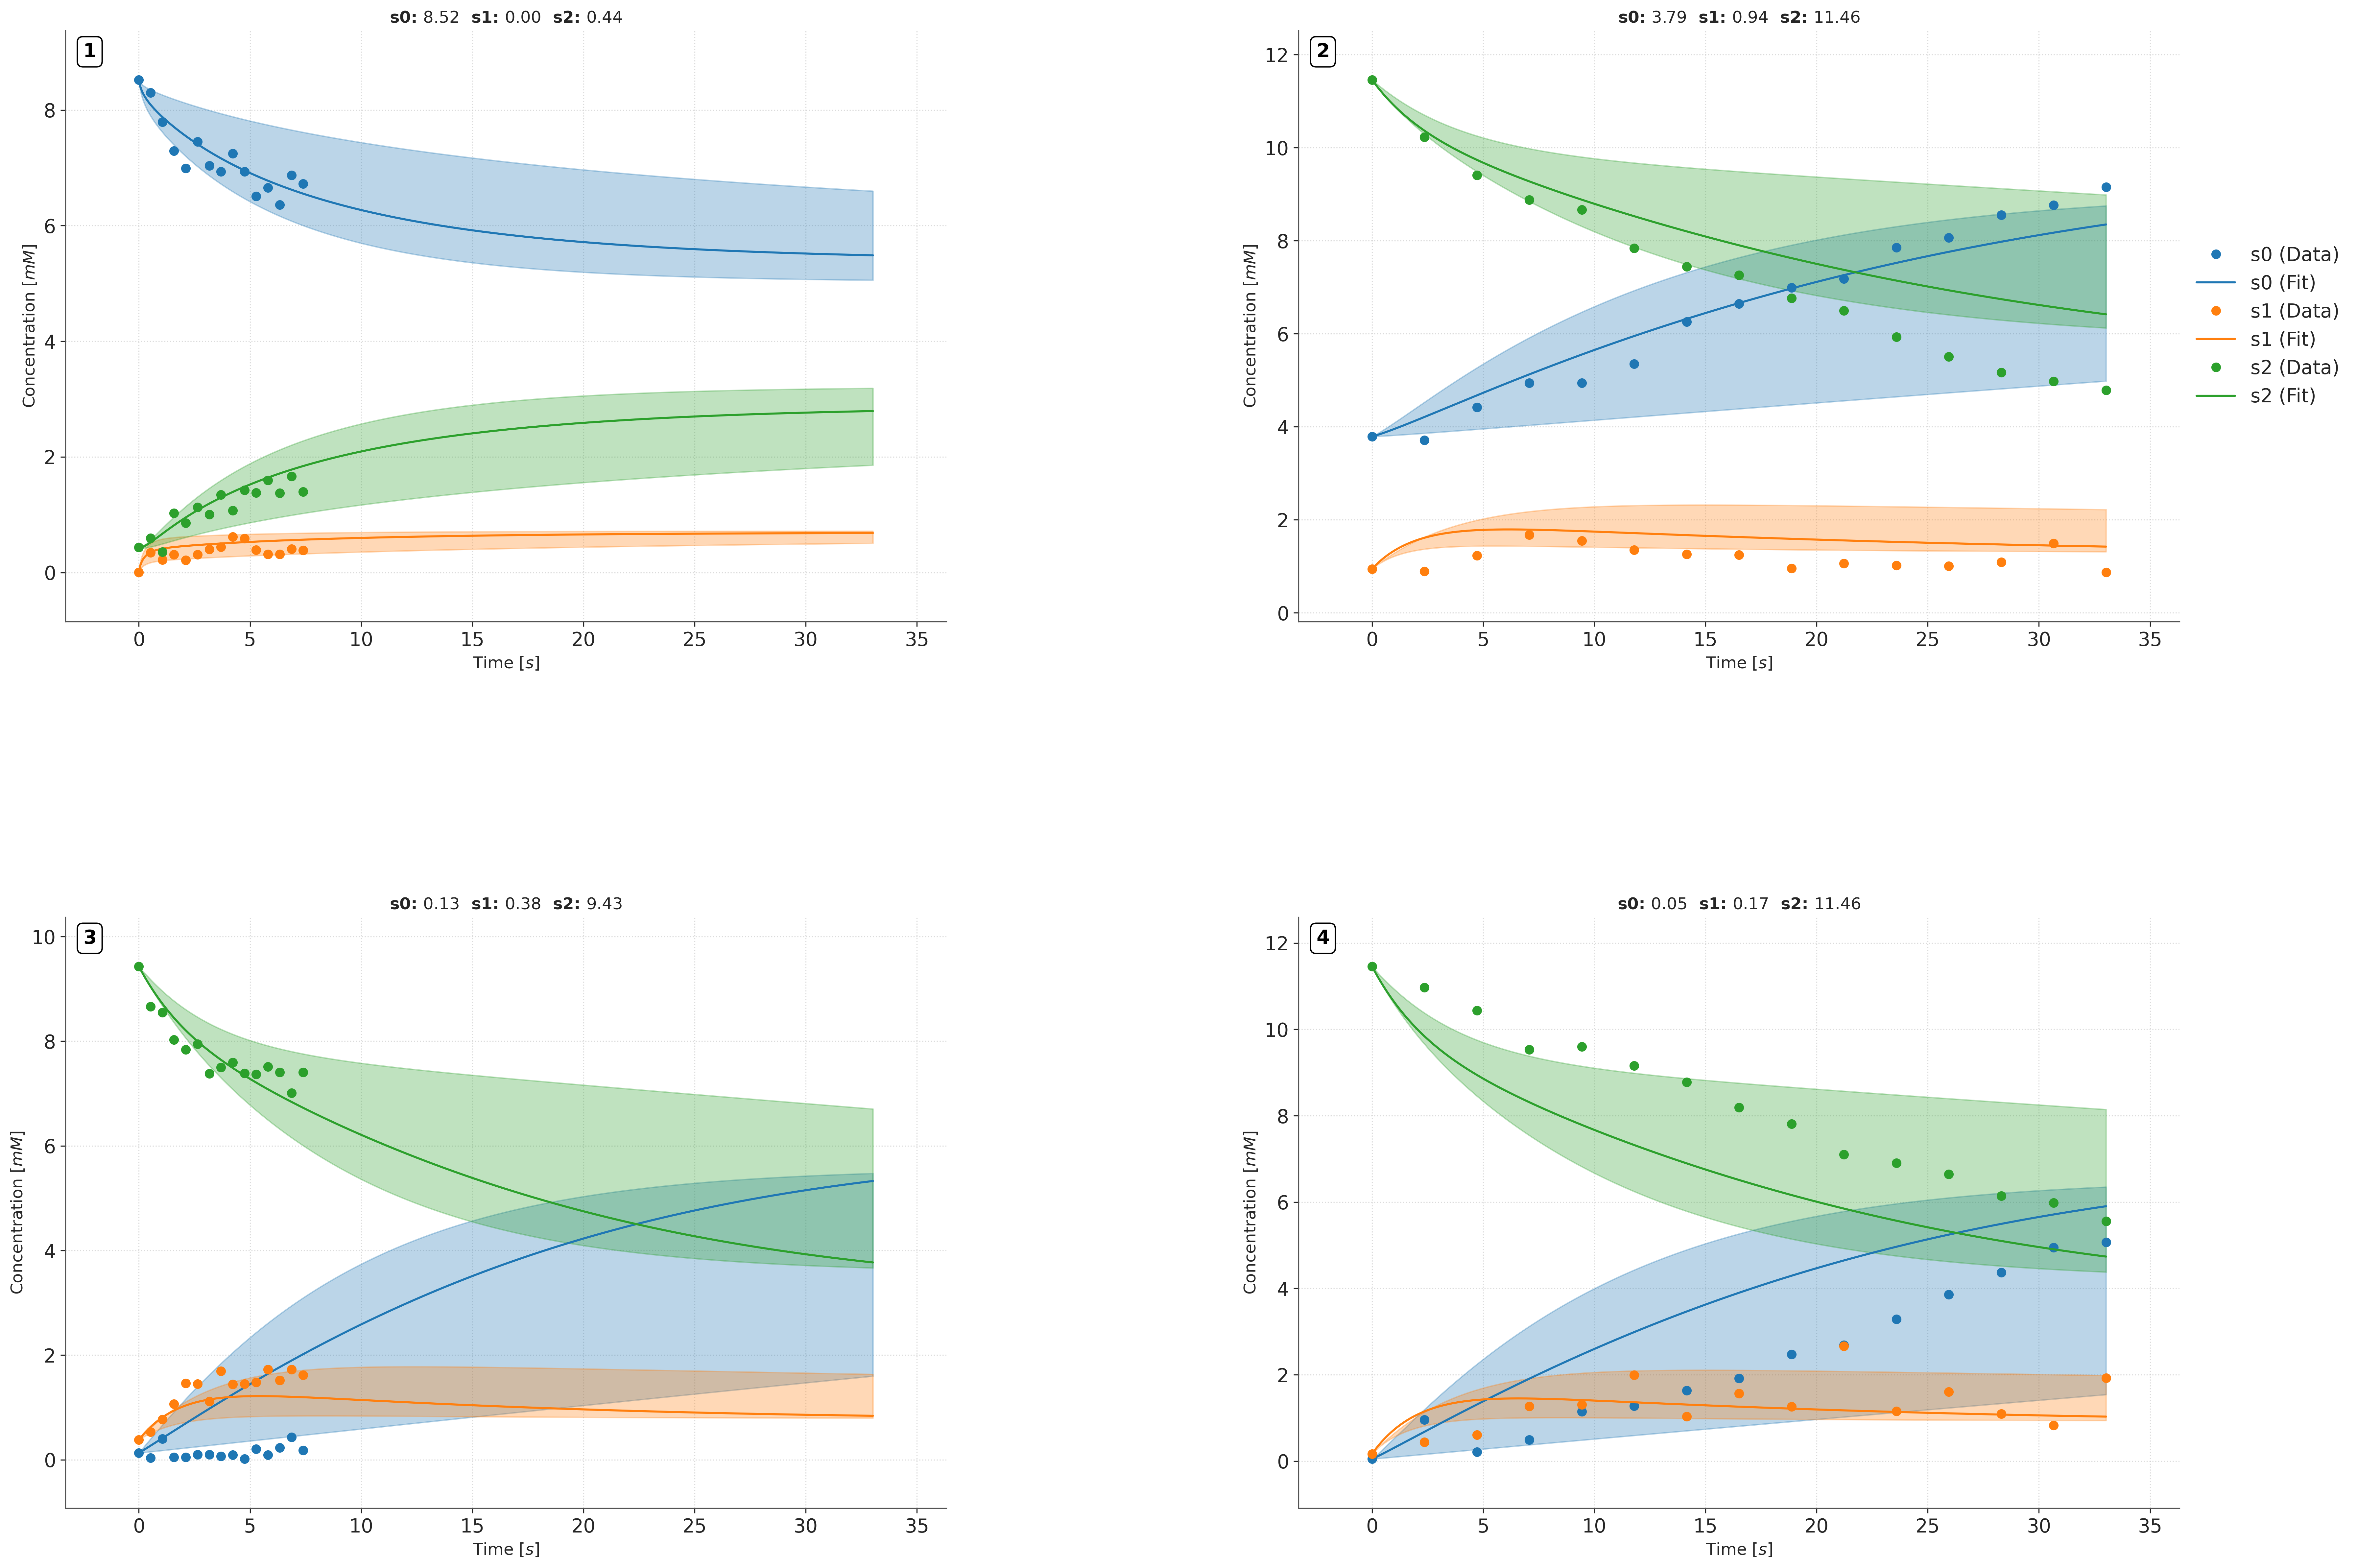 s0: 8.52 s1: 0.00 s2: 0.44
1
8
6
4
2
0
Concentration [mM]
0 5 10 15 20 25 30 35
Time [s]
s0: 3.79 s1: 0.94 s2: 11.46
2
12
10
8
6
4
2
0
Concentration [mM]
0 5 10 15 20 25 30 35
Time [s]
s0 (Data)
s0 (Fit)
s1 (Data)
s1 (Fit)
s2 (Data)
s2 (Fit)
s0: 0.13 s1: 0.38 s2: 9.43
3
10
8
6
4
2
0
Concentration [mM]
0 5 10 15 20 25 30 35
Time [s]
s0: 0.05 s1: 0.17 s2: 11.46
4
12
10
8
6
4
2
0
Concentration [mM]
0 5 10 15 20 25 30 35
Time [s]